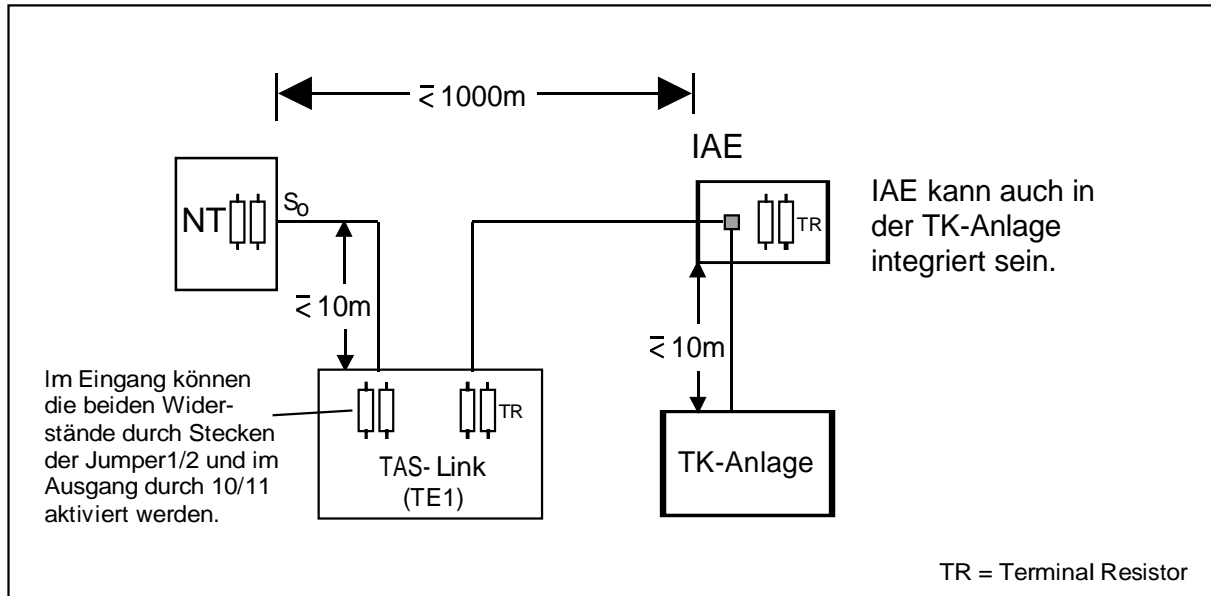 ≤ 1000m
IAE
NT
S0
TR
IAE kann auch in
der TK-Anlage
integriert sein.
≤ 10m
≤ 10m
Im Eingang können
die beiden Wider-
stände durch Stecken
der Jumper1/2 und im
Ausgang durch 10/11
aktiviert werden.
TR
TAS- Link
(TE1)
TK-Anlage
TR = Terminal Resistor